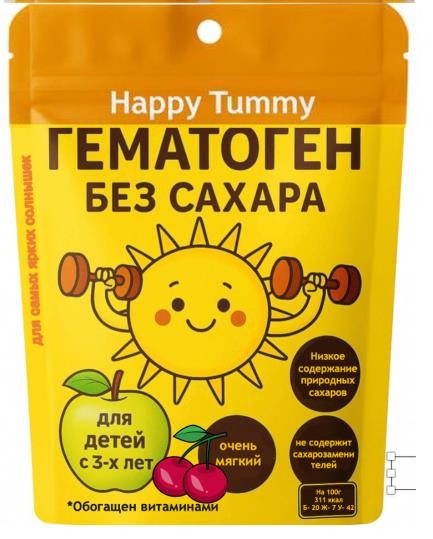 Happy Tummy
ГЕМАТОГЕН
БЕЗ САХАРА
для самых ярких солнышек
Низкое
содержание
природных
сахаров
для
детей
с 3-х лет
очень
мягкий
не содержит
сахарозамени
телей
*Обогащен витаминами
На 100г
311 ккал
Б- 20 Ж- 7 У- 42